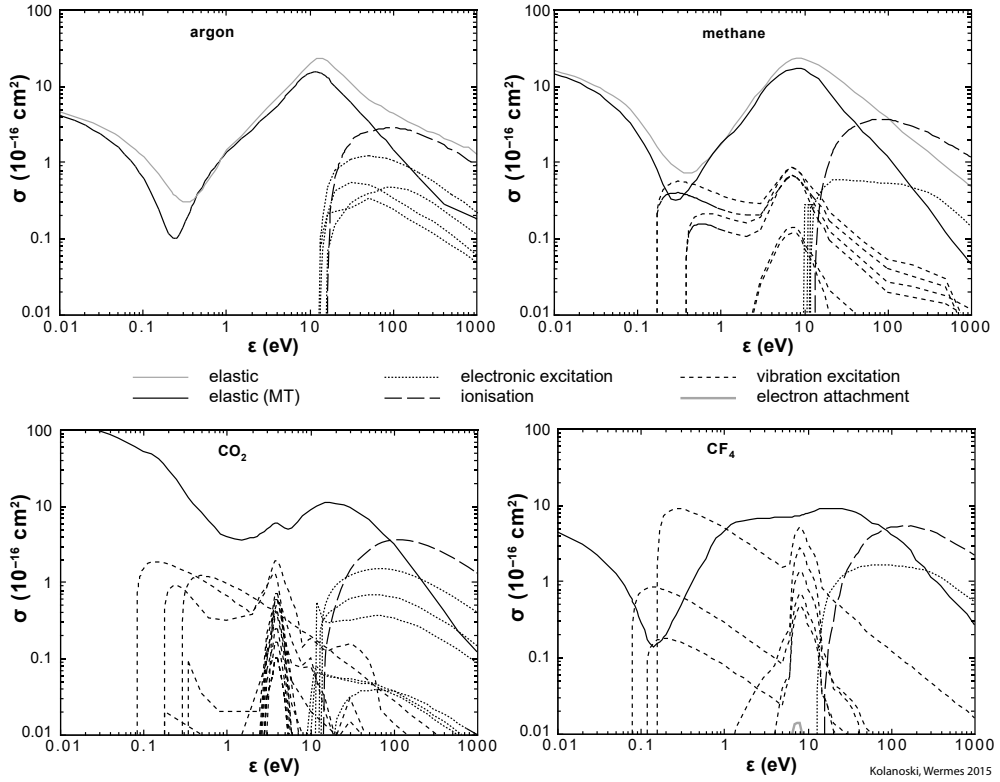 argon
100
10
1
0.1
0.01
σ (10⁻¹⁶ cm²)
0.01 0.1 1 10 100 1000
ε (eV)
methane
100
10
1
0.1
0.01
σ (10⁻¹⁶ cm²)
0.01 0.1 1 10 100 1000
ε (eV)
elastic
elastic (MT)
electronic excitation
ionisation
vibration excitation
electron attachment
CO₂
100
10
1
0.1
0.01
σ (10⁻¹⁶ cm²)
0.01 0.1 1 10 100 1000
ε (eV)
CF₄
100
10
1
0.1
0.01
σ (10⁻¹⁶ cm²)
0.01 0.1 1 10 100 1000
ε (eV)
Kolanoski, Wermes 2015